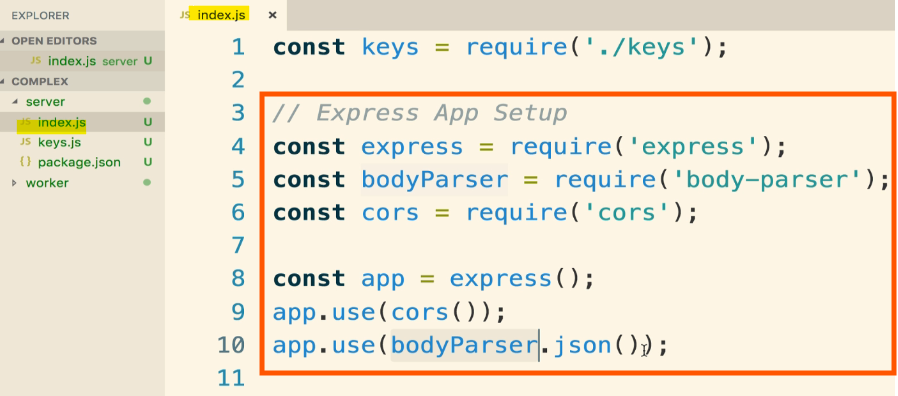 EXPLORER
OPEN EDITORS
JS index.js server U
COMPLEX
server
JS index.js U
JS keys.js U
{} package.json U
worker
JS index.js ×
1 const keys = require('./keys');
2
3 // Express App Setup
4 const express = require('express');
5 const bodyParser = require('body-parser');
6 const cors = require('cors');
7
8 const app = express();
9 app.use(cors());
10 app.use(bodyParser.json());
11